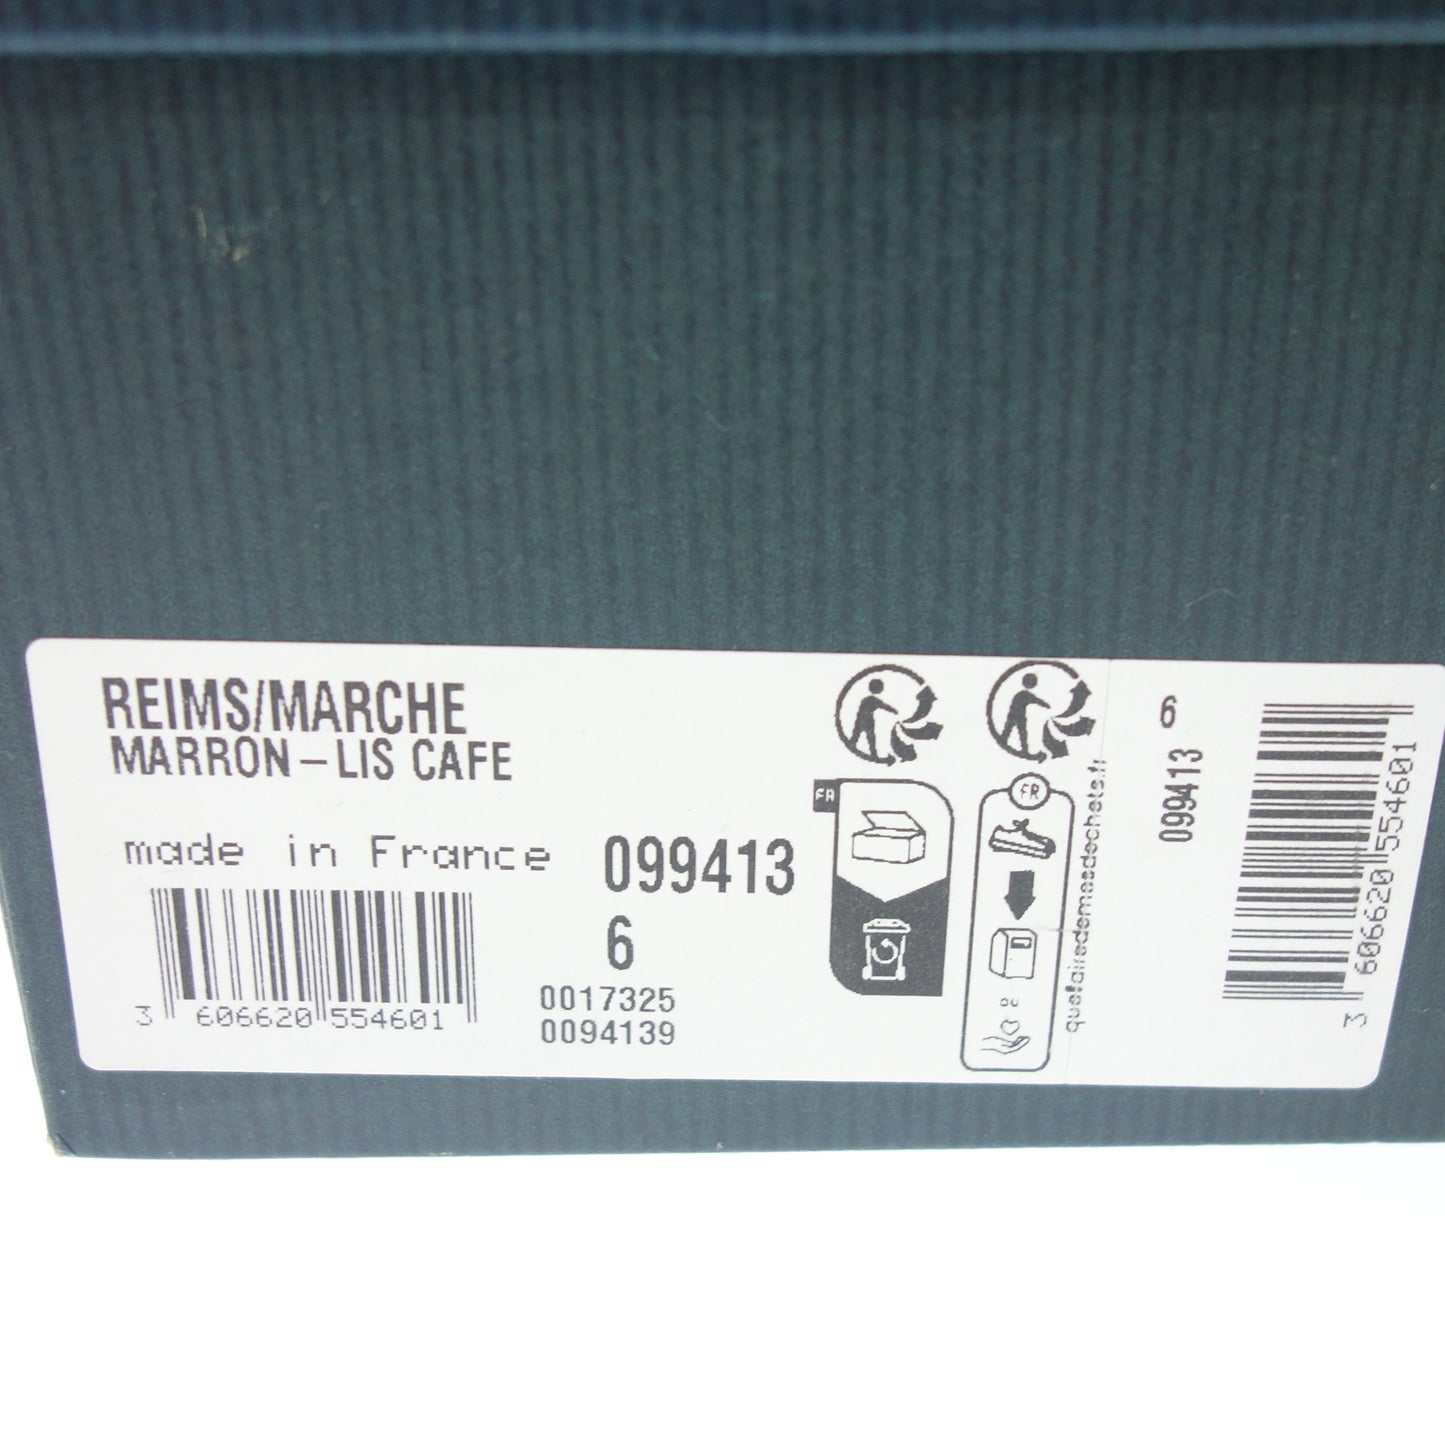 REIMS/MARCHE
MARRON-LIS CAFE
made in France
099413
6
0017325
0094139
3 606620 554601
FR
FR
quefairedemesdechets.fr
6
099413
3 606620 554601